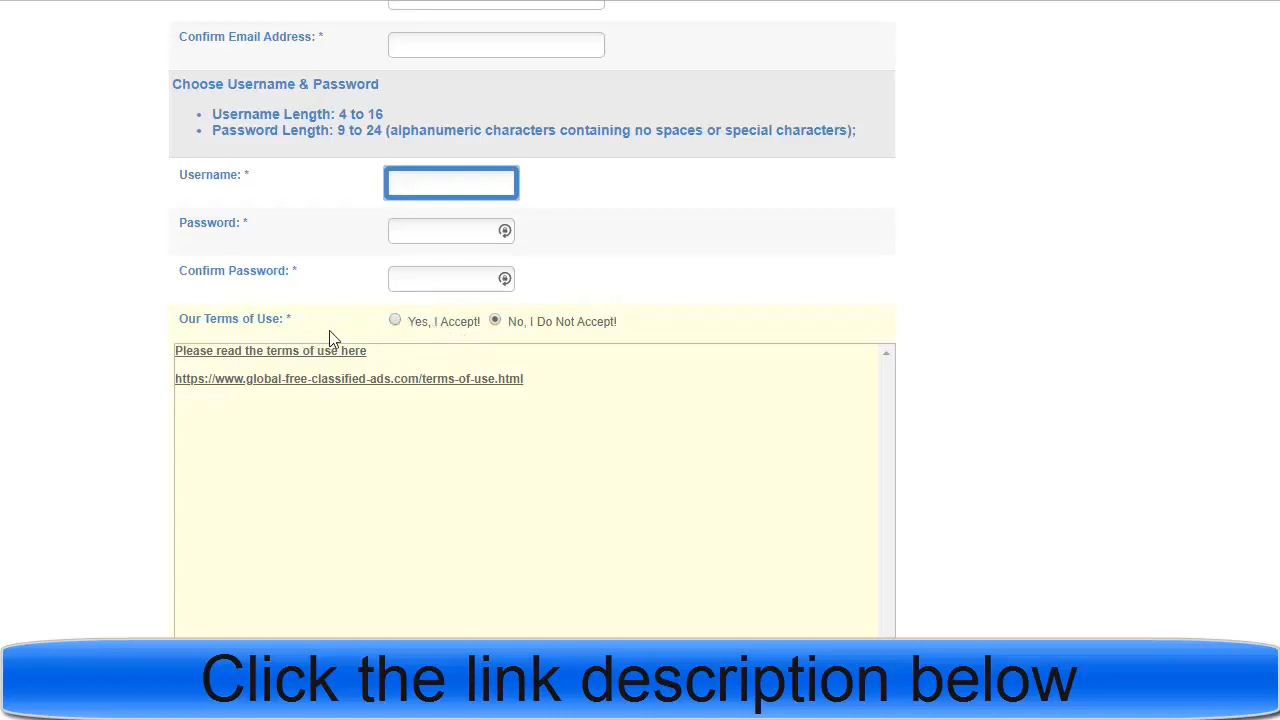 Confirm Email Address: *
Choose Username & Password
• Username Length: 4 to 16
• Password Length: 9 to 24 (alphanumeric characters containing no spaces or special characters);
Username: *
Password: *
Confirm Password: *
Our Terms of Use: * Yes, I Accept! No, I Do Not Accept!
Please read the terms of use here
https://www.global-free-classified-ads.com/terms-of-use.html
Click the link description below